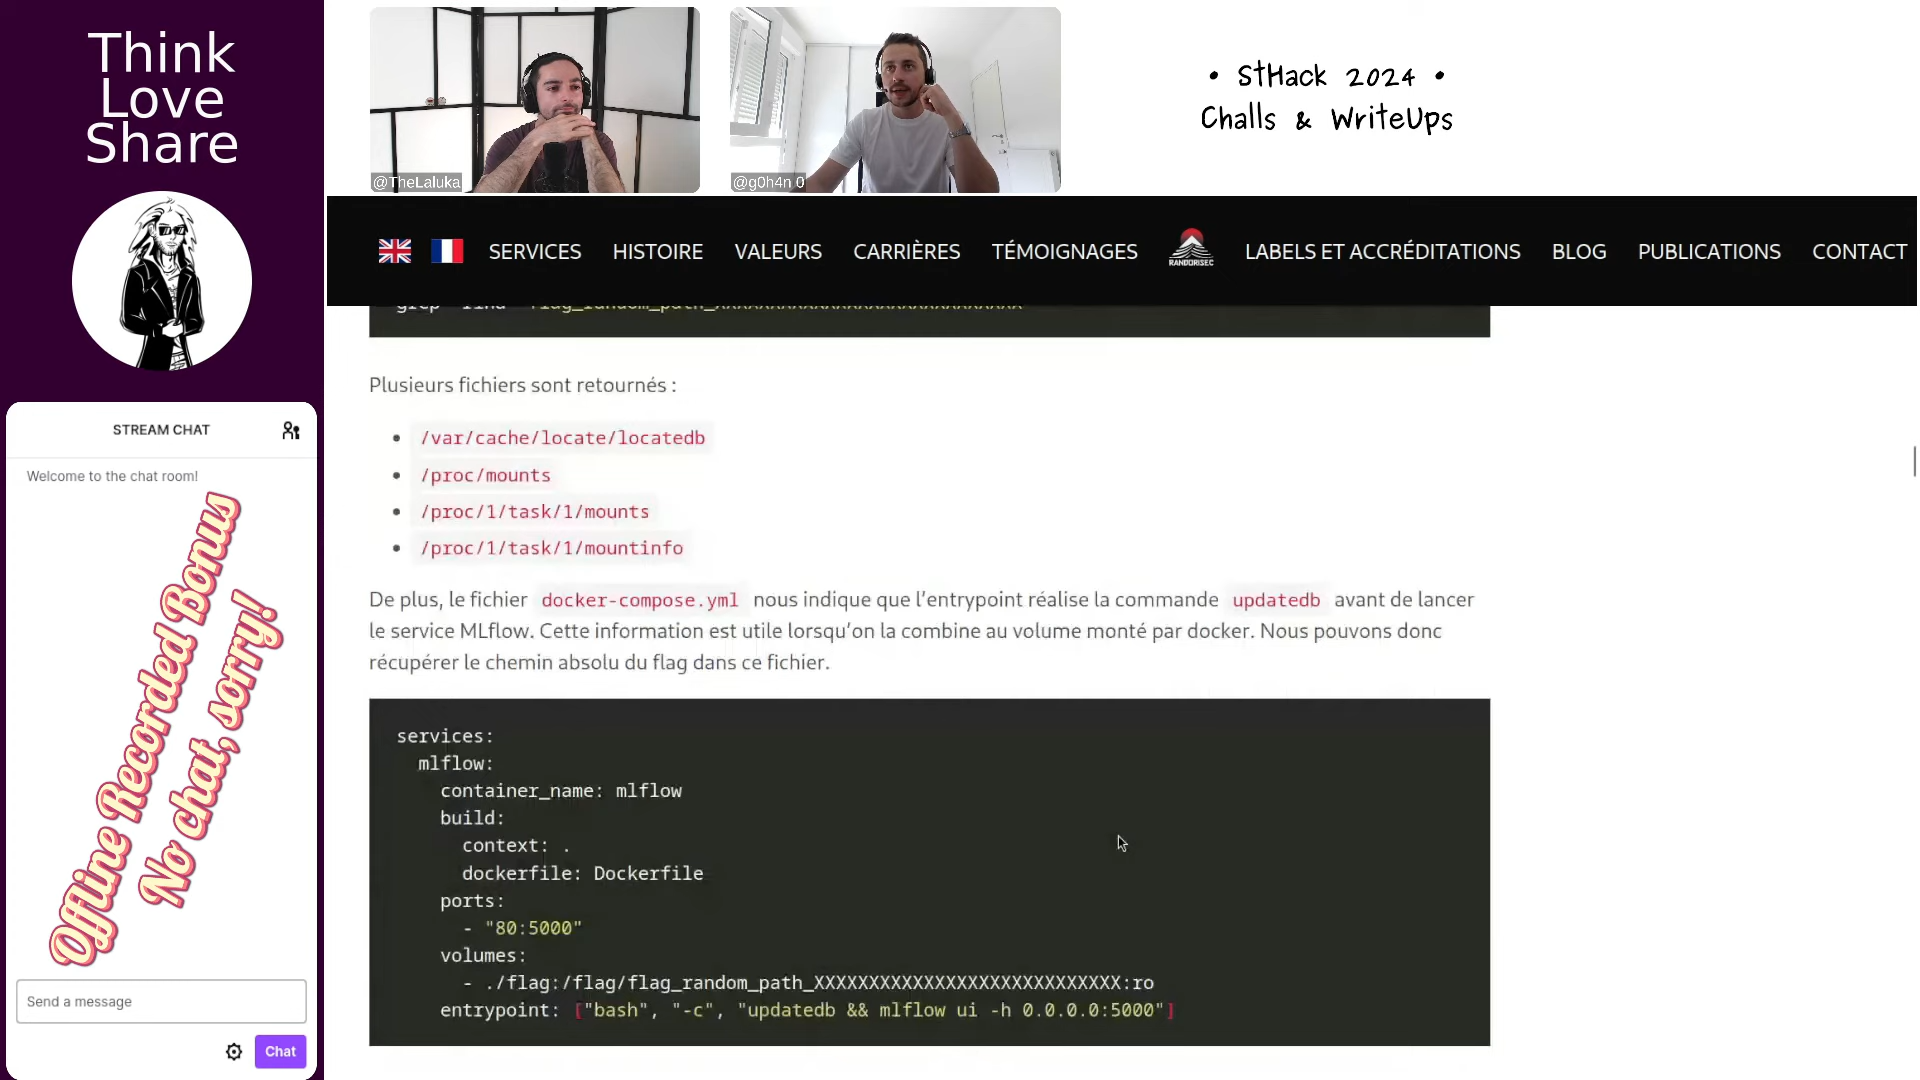 Think
Love
Share
@TheLaluka
@g0h4n 0
• StHack 2024 •
Challs & WriteUps
SERVICES HISTOIRE VALEURS CARRIÈRES TÉMOIGNAGES RANDORISEC LABELS ET ACCRÉDITATIONS BLOG PUBLICATIONS CONTACT
Plusieurs fichiers sont retournés :
• /var/cache/locate/locatedb
• /proc/mounts
• /proc/1/task/1/mounts
• /proc/1/task/1/mountinfo
De plus, le fichier docker-compose.yml nous indique que l’entrypoint réalise la commande updatedb avant de lancer
le service MLflow. Cette information est utile lorsqu’on la combine au volume monté par docker. Nous pouvons donc
récupérer le chemin absolu du flag dans ce fichier.
services:
mlflow:
container_name: mlflow
build:
context: .
dockerfile: Dockerfile
ports:
- "80:5000"
volumes:
- ./flag:/flag/flag_random_path_XXXXXXXXXXXXXXXXXXXXXXXXXXXX:ro
entrypoint: ["bash", "-c", "updatedb && mlflow ui -h 0.0.0.0:5000"]
STREAM CHAT
Welcome to the chat room!
Offline Recorded Bonus
No chat, sorry!
Send a message
Chat